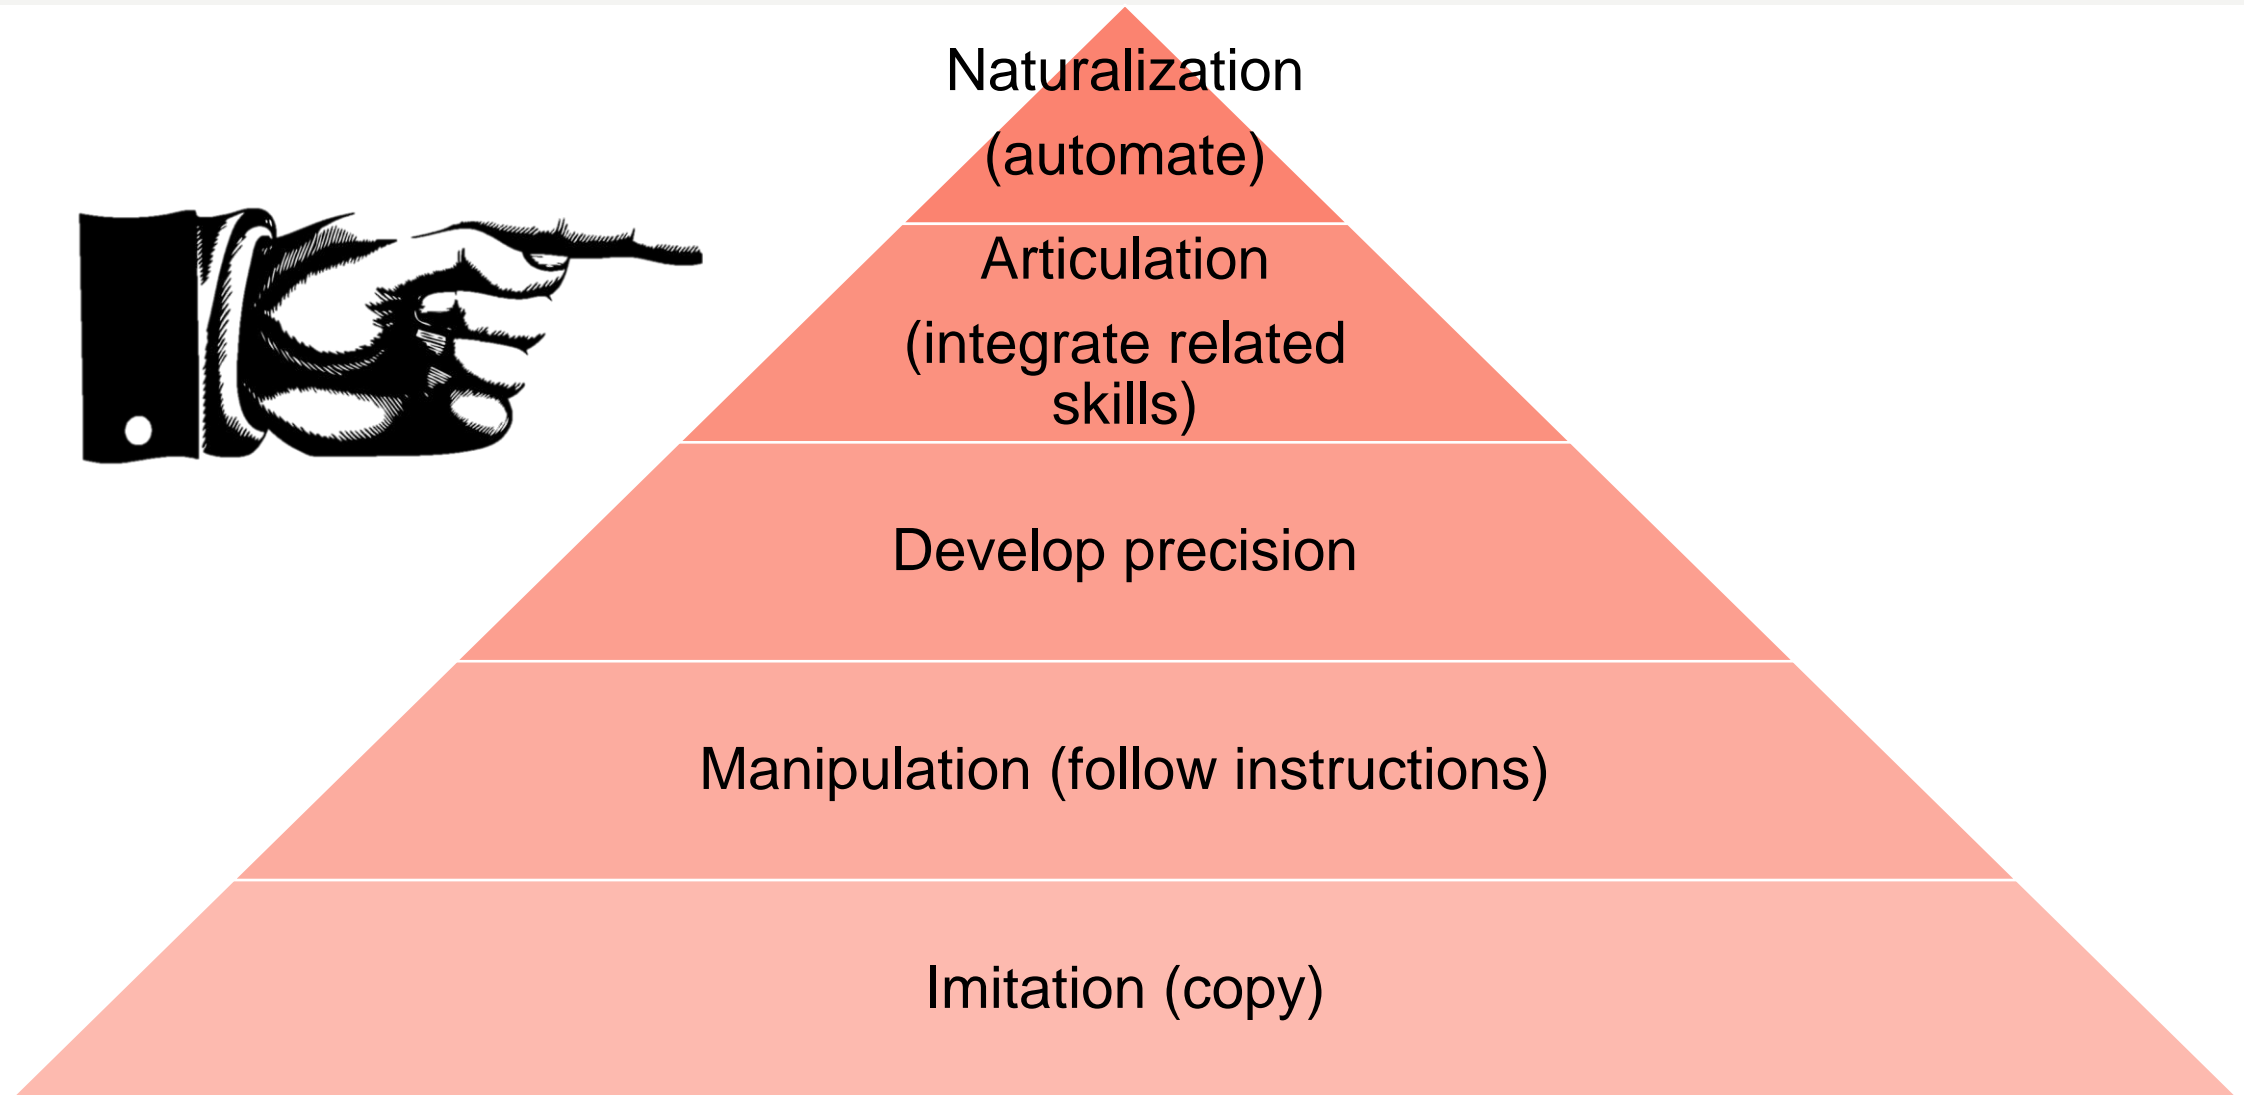 Naturalization
(automate)
Articulation
(integrate related
skills)
Develop precision
Manipulation (follow instructions)
Imitation (copy)